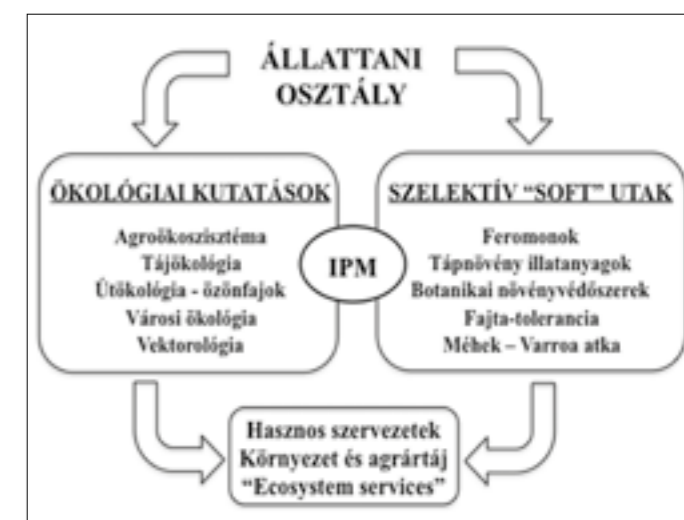 ÁLLATTANI
OSZTÁLY
ÖKOLÓGIAI KUTATÁSOK
Agroökoszisztéma
Tájökológia
Útökológia - özönfajok
Városi ökológia
Vektorológia
IPM
SZELEKTÍV “SOFT” UTAK
Feromonok
Tápnövény illatanyagok
Botanikai növényvédőszerek
Fajta-tolerancia
Méhek – Varroa atka
Hasznos szervezetek
Környezet és agrártáj
“Ecosystem services”